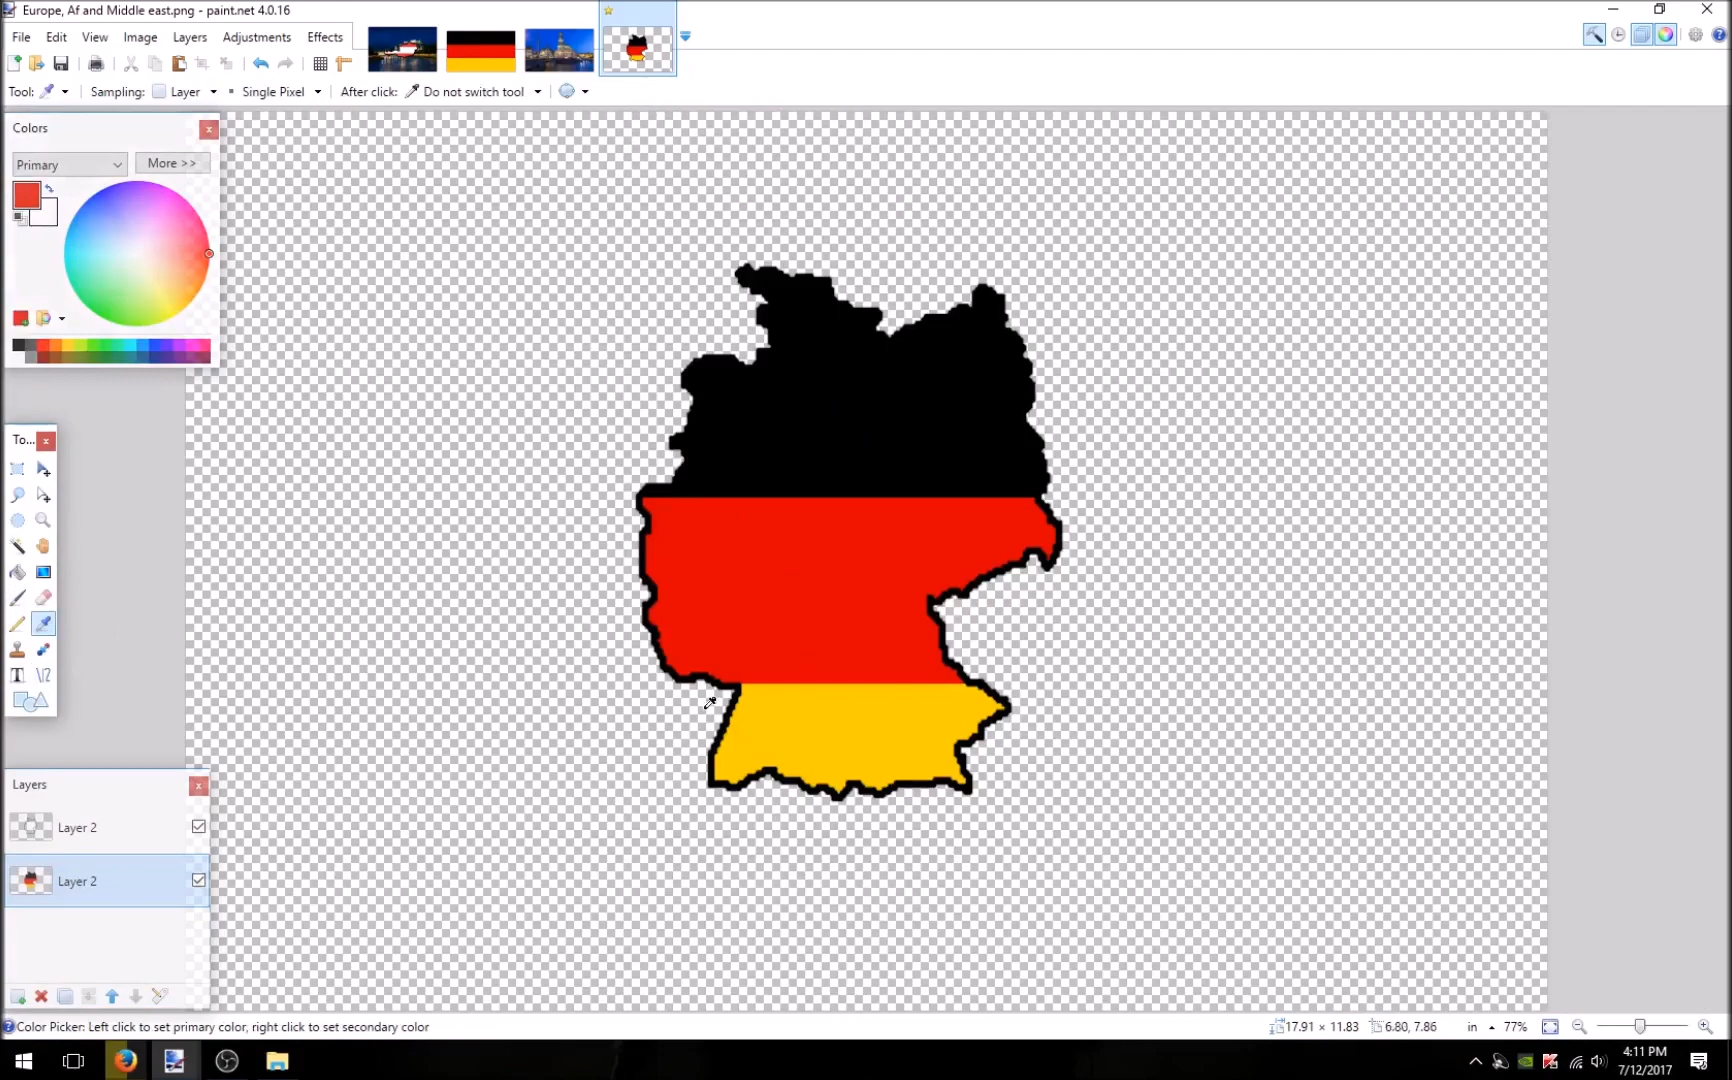 Europe, Af and Middle east.png - paint.net 4.0.16
File Edit View Image Layers Adjustments Effects
Tool: Sampling: Layer Single Pixel After click: Do not switch tool
Colors
Primary More >>
To...
Layers
Layer 2
Layer 2
Color Picker: Left click to set primary color, right click to set secondary color
17.91 × 11.83 6.80, 7.86 in 77%
4:11 PM
7/12/2017